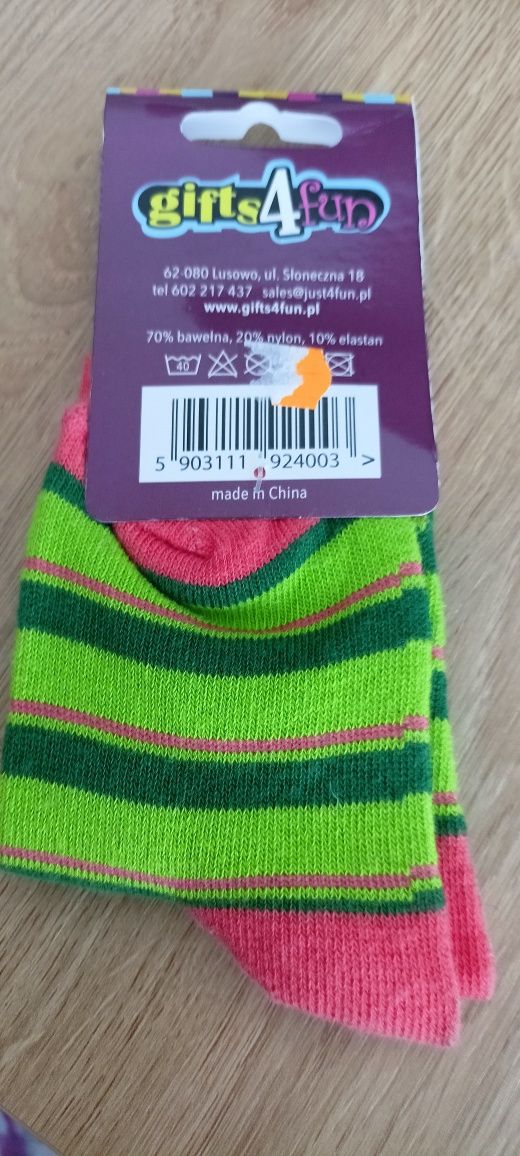 gifts4fun
62-080 Lusowo, ul. Słoneczna 18
tel 602 217 437 sales@just4fun.pl
www.gifts4fun.pl
70% bawełna, 20% nylon, 10% elastan
40
5 903111 924003 >
made in China